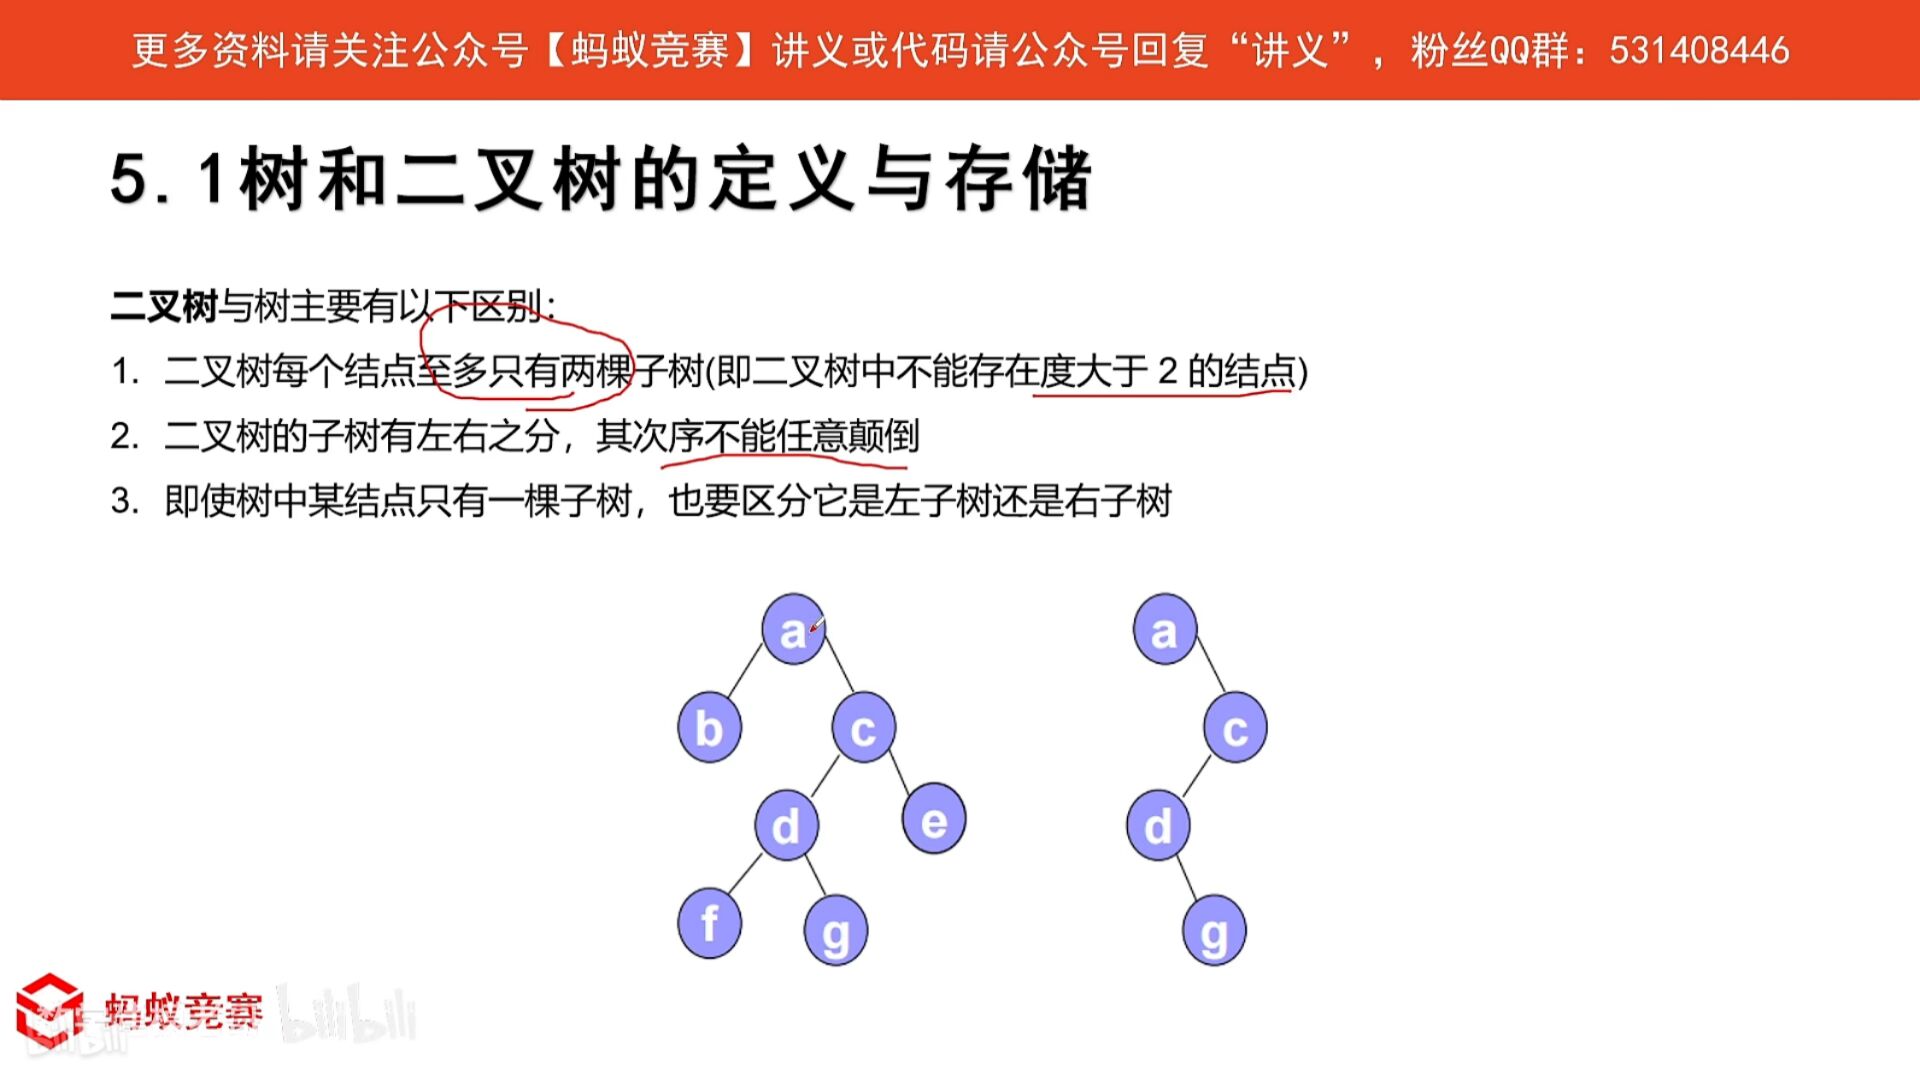 更多资料请关注公众号【蚂蚁竞赛】讲义或代码请公众号回复“讲义”，粉丝QQ群：531408446
5.1树和二叉树的定义与存储
二叉树与树主要有以下区别：
1. 二叉树每个结点至多只有两棵子树(即二叉树中不能存在度大于 2 的结点)
2. 二叉树的子树有左右之分，其次序不能任意颠倒
3. 即使树中某结点只有一棵子树，也要区分它是左子树还是右子树
a a
b c c
d e d
f g g
蚂蚁竞赛
bilibili